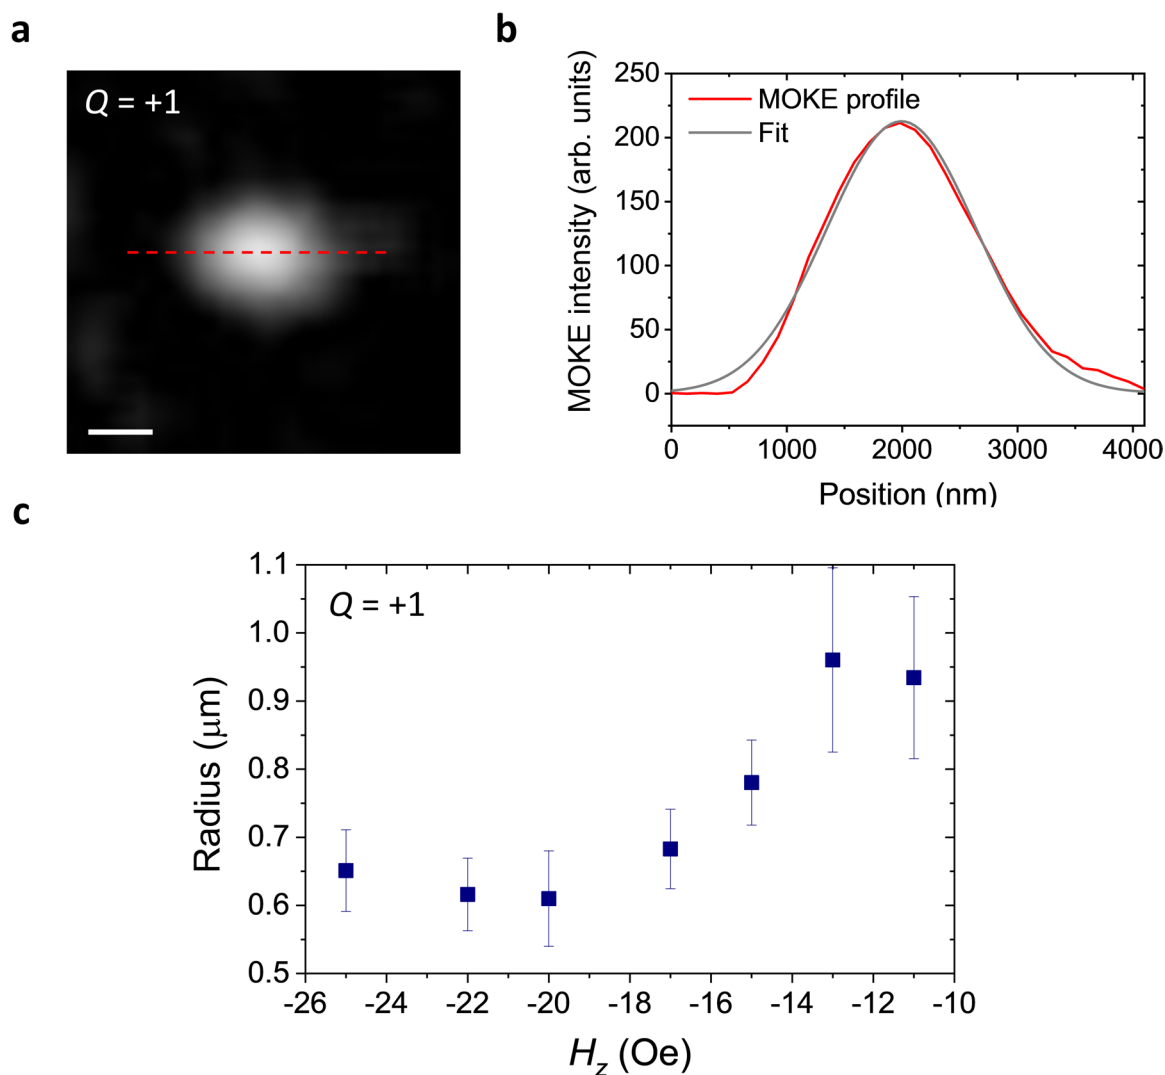 a
Q = +1
b
MOKE intensity (arb. units)
250
200
150
100
50
0
MOKE profile
Fit
0 1000 2000 3000 4000
Position (nm)
c
Radius (μm)
1.1
1.0
0.9
0.8
0.7
0.6
0.5
Q = +1
-26 -24 -22 -20 -18 -16 -14 -12 -10
Hz (Oe)